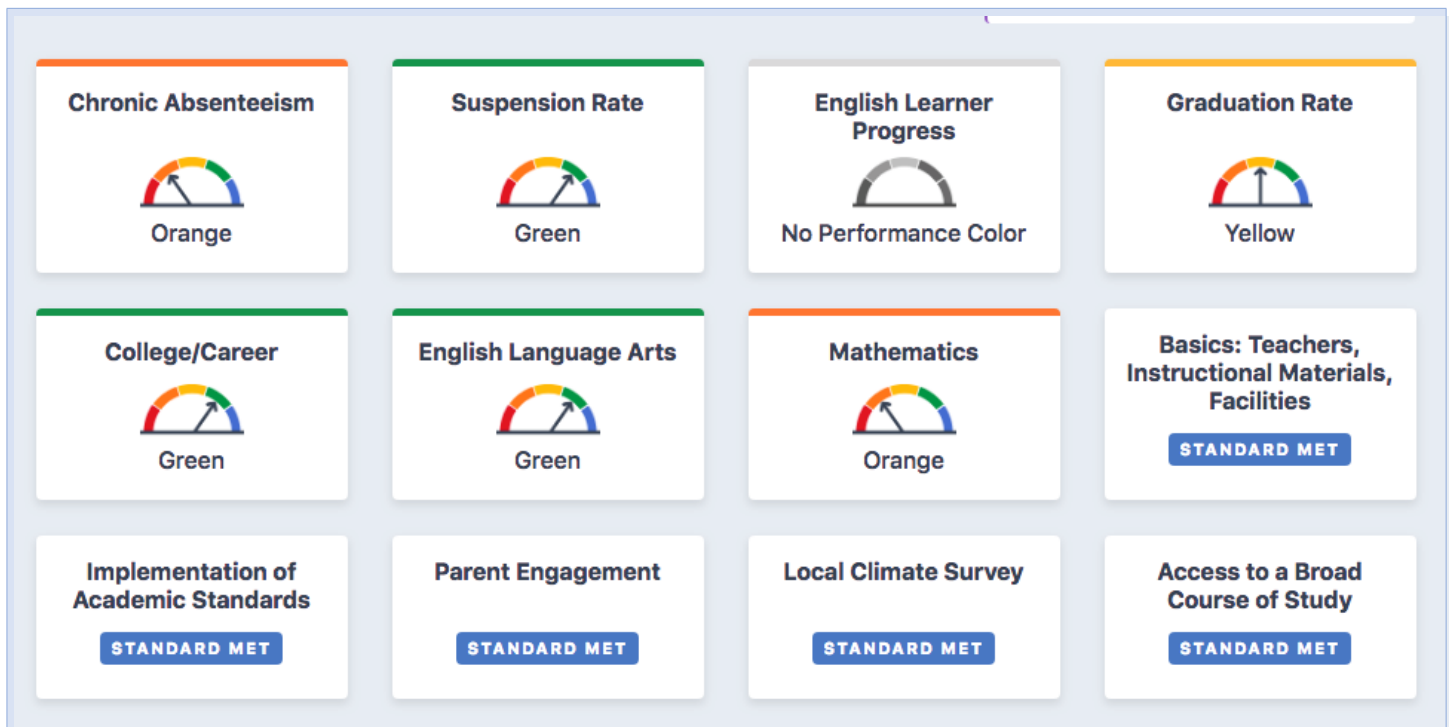 Chronic Absenteeism
Orange
Suspension Rate
Green
English Learner
Progress
No Performance Color
Graduation Rate
Yellow
College/Career
Green
English Language Arts
Green
Mathematics
Orange
Basics: Teachers,
Instructional Materials,
Facilities
STANDARD MET
Implementation of
Academic Standards
STANDARD MET
Parent Engagement
STANDARD MET
Local Climate Survey
STANDARD MET
Access to a Broad
Course of Study
STANDARD MET